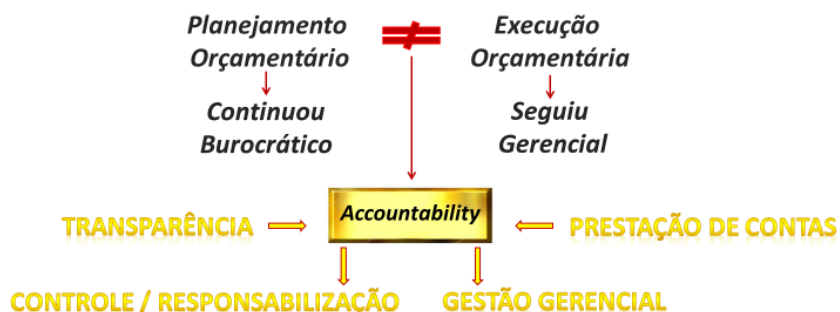 Planejamento
Orçamentário
≠
Execução
Orçamentária
Continuou
Burocrático
Seguiu
Gerencial
Accountability
TRANSPARÊNCIA
PRESTAÇÃO DE CONTAS
CONTROLE / RESPONSABILIZAÇÃO
GESTÃO GERENCIAL